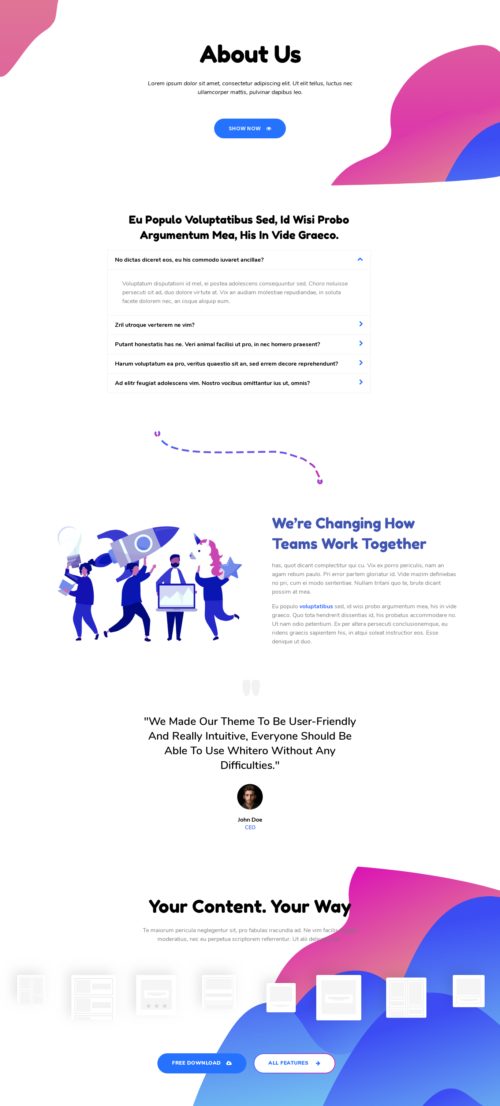 About Us
Lorem ipsum dolor sit amet, consectetur adipiscing elit. Ut elit tellus, luctus nec
ullamcorper mattis, pulvinar dapibus leo.
SHOW NOW
Eu Populo Voluptatibus Sed, Id Wisi Probo
Argumentum Mea, His In Vide Graeco.
No dictas diceret eos, eu his commodo iuvaret ancillae?
Voluptatum disputationi id mel, ei postea adolescens consequuntur sed. Choro noluisse
persecuti sit ad, duo dolore virtute at. Vix an audiam molestiae repudiandae, in soluta
facete dolorem nec, an iisque aliquip eum.
Zril utroque verterem ne vim?
Putant honestatis has ne. Veri animal facilisi ut pro, in nec homero praesent?
Harum voluptatum ea pro, veritus quaestio sit an, sed errem decore reprehendunt?
Ad elitr feugiat adolescens vim. Nostro vocibus omittantur ius ut, omnis?
We're Changing How
Teams Work Together
has, quot dicant complectitur qui cu. Vix ex porro periculis, nam an
agam rebum paulo. Pri error partem gloriatur id. Vide mazim definiebas
no pri, cum ei modo sententiae. Nullam tritani quo te, brute dicant
possim at mea.
Eu populo voluptatibus sed, id wisi probo argumentum mea, his in vide
graeco. Quo tota hendrerit dissentias id, his probatus accommodare no.
Ut nam odio petentium. Ex per altera persecuti conclusionemque, eu
ridens graecis sapientem his, in atqui soleat instructior eos. Esse
denique ut duo.
"We Made Our Theme To Be User-Friendly
And Really Intuitive, Everyone Should Be
Able To Use Whitero Without Any
Difficulties."
John Doe
CEO
Your Content. Your Way
Te maiorum pericula neglegentur sit, pro fabulas iracundia ad. Ne vim
moderatius, nec eu perpetua scriptorem referrentur. Ut ato
FREE DOWNLOAD
ALL FEATURES